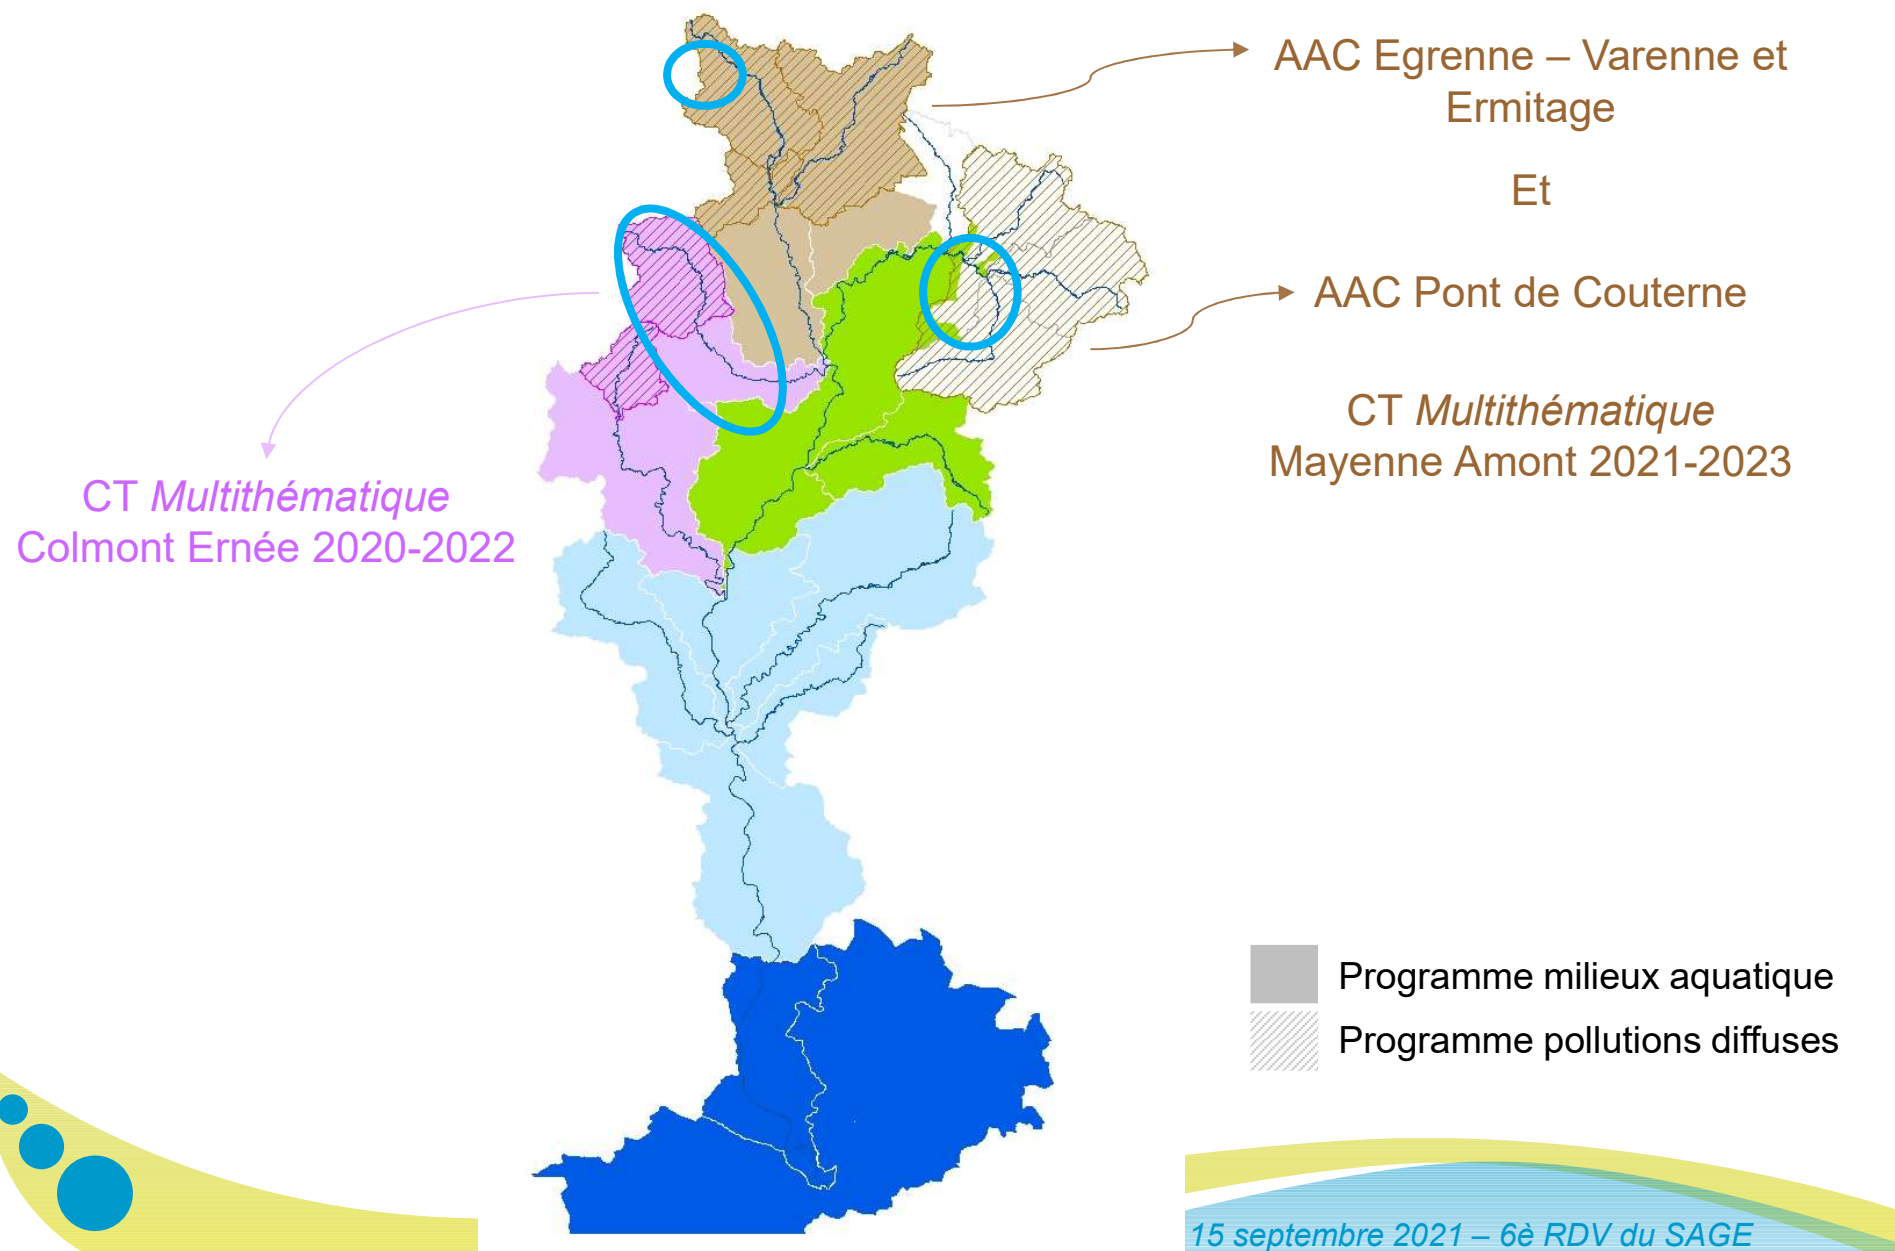 AAC Egrenne – Varenne et
Ermitage
Et
AAC Pont de Couterne
CT Multithématique
Mayenne Amont 2021-2023
CT Multithématique
Colmont Ernée 2020-2022
Programme milieux aquatique
Programme pollutions diffuses
15 septembre 2021 – 6è RDV du SAGE